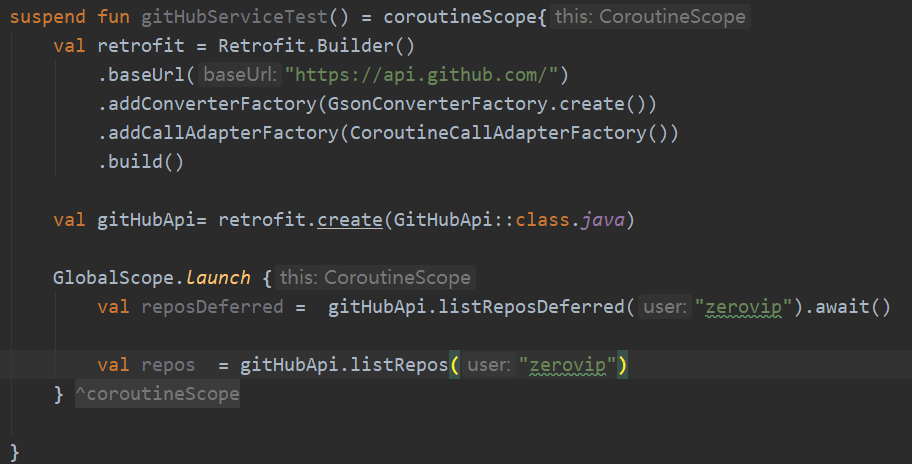 suspend fun gitHubServiceTest() = coroutineScope{ this: CoroutineScope
    val retrofit = Retrofit.Builder()
        .baseUrl( baseUrl: "https://api.github.com/")
        .addConverterFactory(GsonConverterFactory.create())
        .addCallAdapterFactory(CoroutineCallAdapterFactory())
        .build()
    val gitHubApi= retrofit.create(GitHubApi::class.java)
    GlobalScope.launch { this: CoroutineScope
        val reposDeferred =  gitHubApi.listReposDeferred( user: "zerovip").await()
        val repos  = gitHubApi.listRepos( user: "zerovip")
    } ^coroutineScope
}